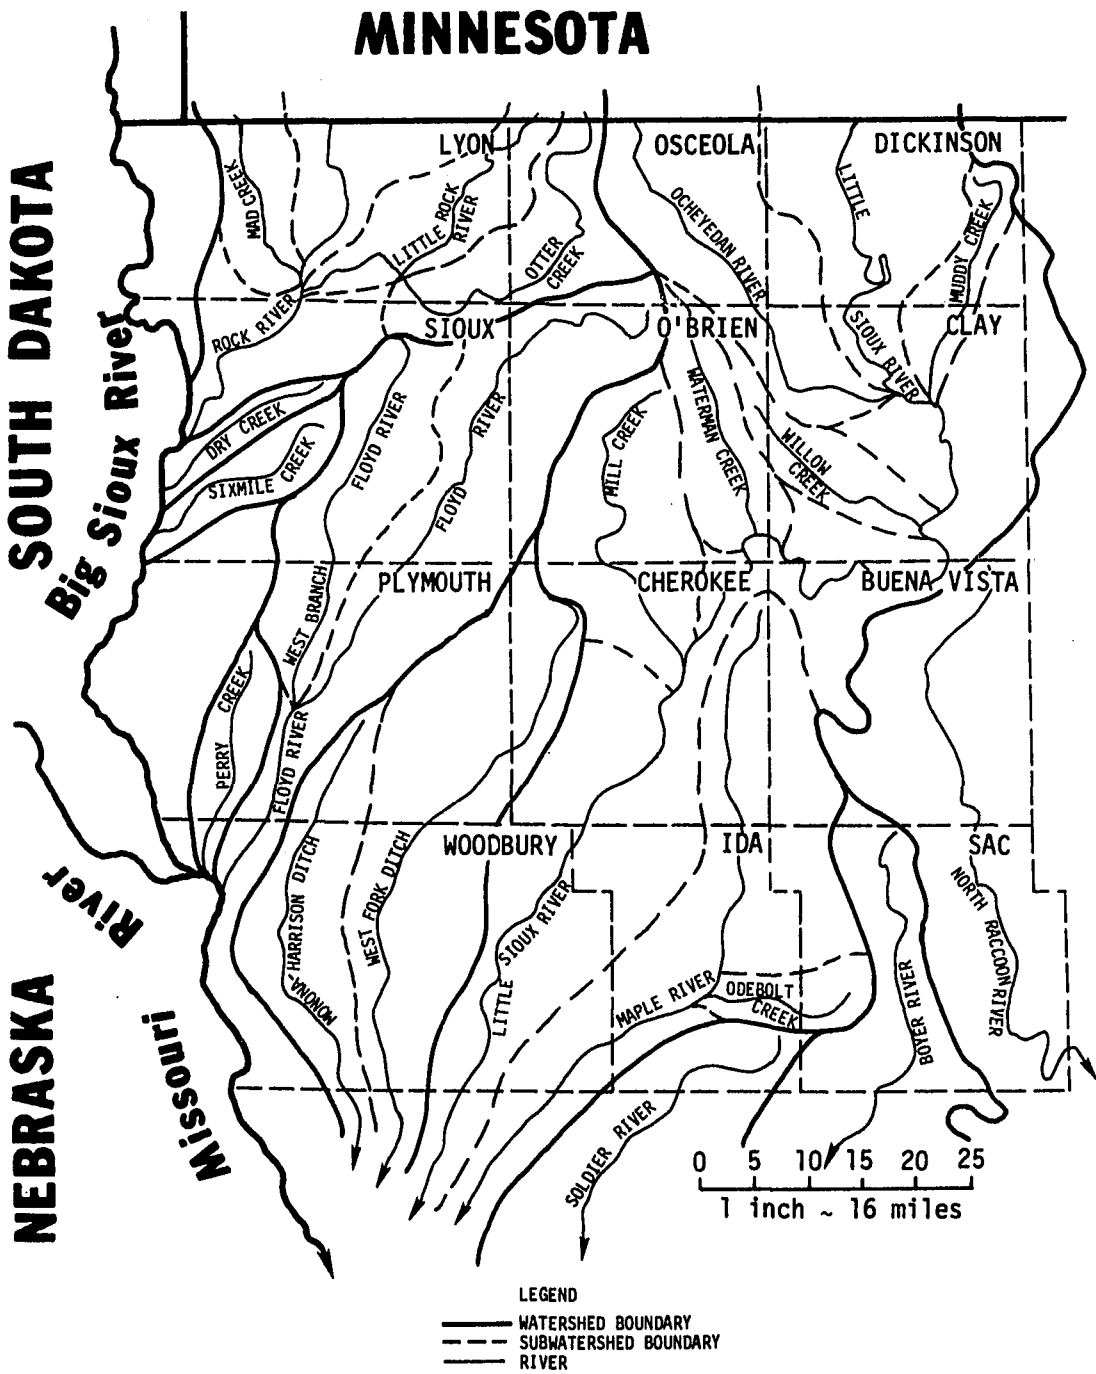 MINNESOTA
SOUTH DAKOTA
NEBRASKA
Big Sioux River
Missouri
River
LYON
OSCEOLA
DICKINSON
MAD CREEK
LITTLE ROCK
RIVER
OTTER
CREEK
OCHEYEDAN RIVER
LITTLE
SIOUX RIVER
MUDDY CREEK
ROCK RIVER
SIOUX
O'BRIEN
CLAY
DRY CREEK
SIXMILE CREEK
FLOYD RIVER
WEST BRANCH
FLOYD
RIVER
MILL CREEK
WATERMAN CREEK
WILLOW
CREEK
PLYMOUTH
CHEROKEE
BUENA VISTA
PERRY
CREEK
FLOYD RIVER
WOODBURY
IDA
SAC
MONONA-HARRISON DITCH
WEST FORK DITCH
LITTLE SIOUX RIVER
MAPLE RIVER
ODEBOLT
CREEK
BOYER RIVER
NORTH RACCOON RIVER
SOLDIER RIVER
0 5 10 15 20 25
1 inch ~ 16 miles
LEGEND
WATERSHED BOUNDARY
SUBWATERSHED BOUNDARY
RIVER